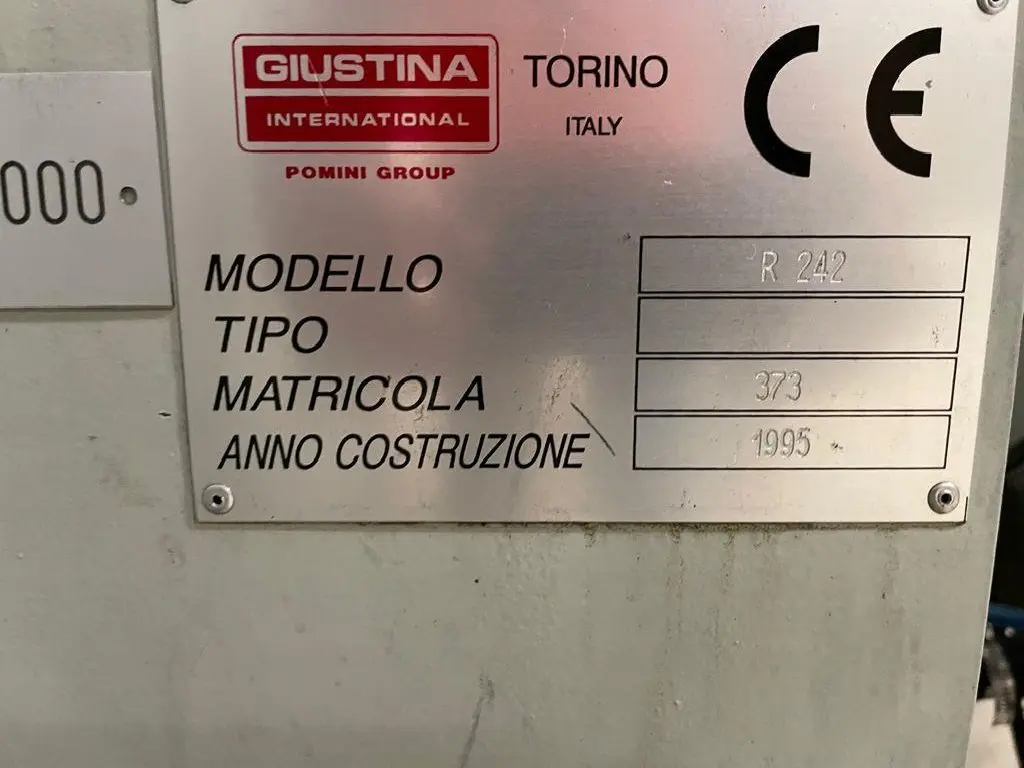 GIUSTINA
INTERNATIONAL
POMINI GROUP
TORINO
ITALY
CE
000
MODELLO R 242
TIPO
MATRICOLA 373
ANNO COSTRUZIONE 1995